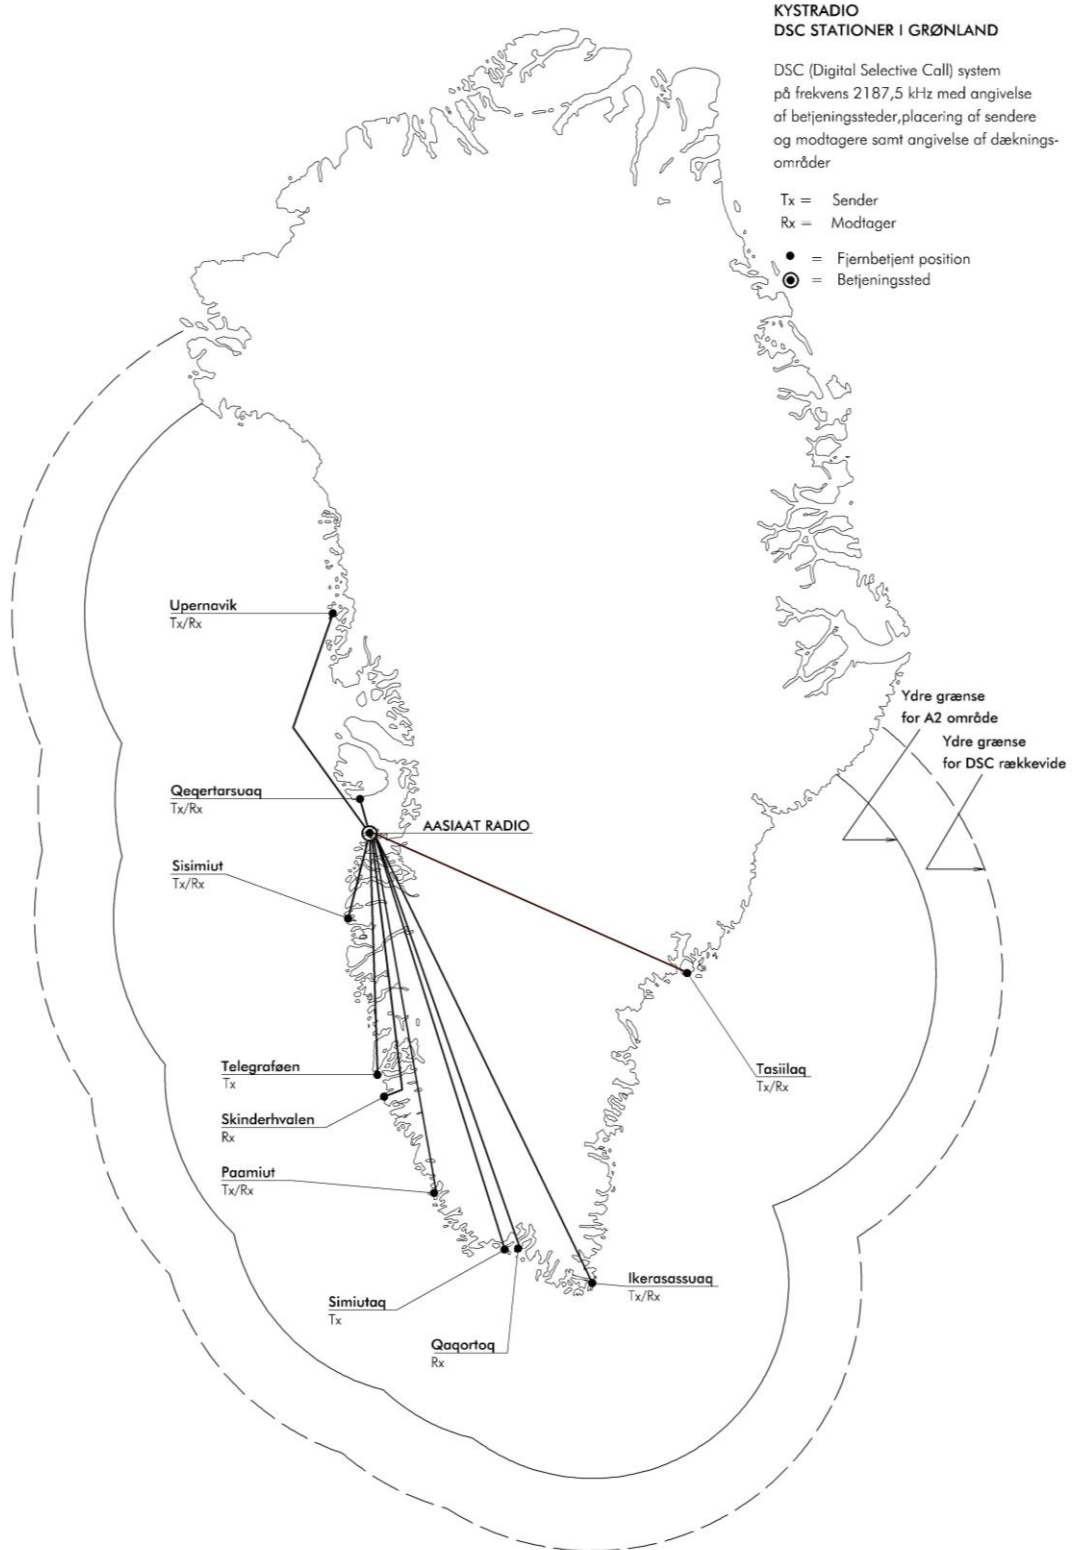 KYSTRADIO
DSC STATIONER I GRØNLAND
DSC (Digital Selective Call) system
på frekvens 2187,5 kHz med angivelse
af betjeningssteder,placering af sendere
og modtagere samt angivelse af dæknings-
områder
Tx = Sender
Rx = Modtager
= Fjernbetjent position
= Betjeningssted
Upernavik
Tx/Rx
Ydre grænse
for A2 område
Ydre grænse
for DSC rækkevide
Qeqertarsuaq
Tx/Rx
AASIAAT RADIO
Sisimiut
Tx/Rx
Telegraføen
Tx
Tasiilaq
Tx/Rx
Skinderhvalen
Rx
Paamiut
Tx/Rx
Ikerasassuaq
Tx/Rx
Simiutaq
Tx
Qaqortoq
Rx